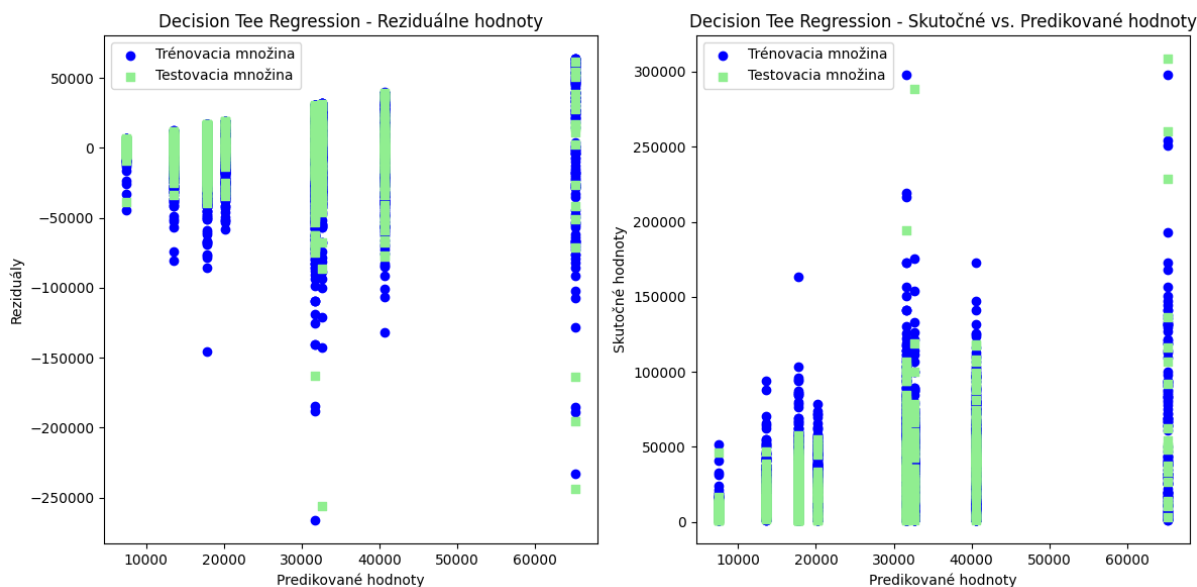 Decision Tee Regression - Reziduálne hodnoty
Trénovacia množina
Testovacia množina
50000
0
−50000
−100000
−150000
−200000
−250000
Reziduály
10000 20000 30000 40000 50000 60000
Predikované hodnoty
Decision Tee Regression - Skutočné vs. Predikované hodnoty
Trénovacia množina
Testovacia množina
300000
250000
200000
150000
100000
50000
0
Skutočné hodnoty
10000 20000 30000 40000 50000 60000
Predikované hodnoty